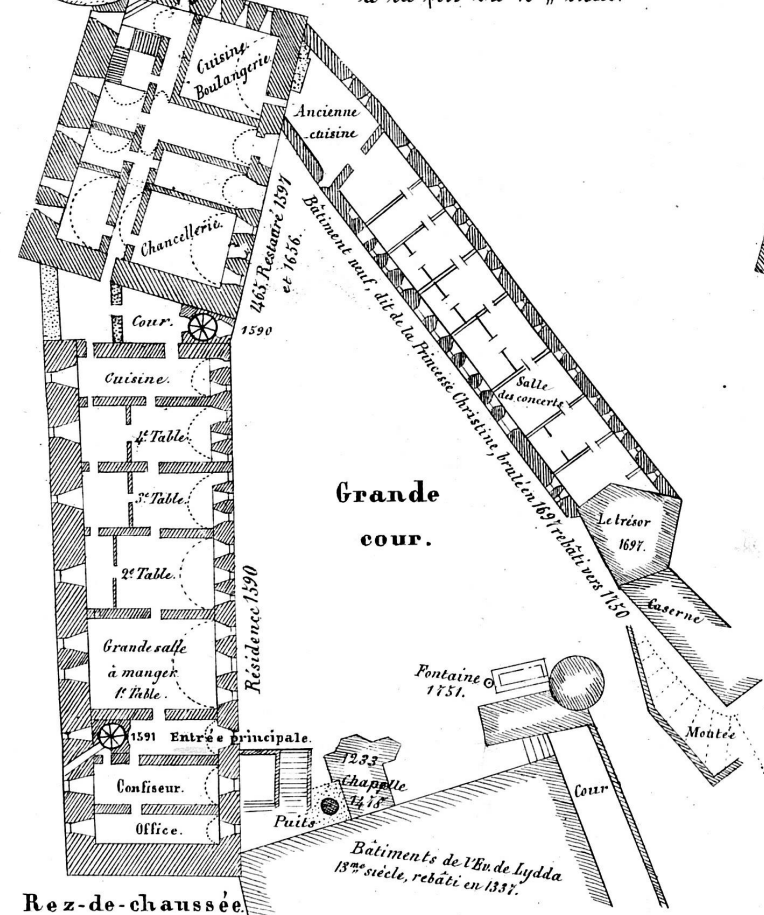 Cuisine
Boulangerie.
Ancienne
cuisine
Chancellerie.
1465, Restauré 1597
et 1656.
Bâtiment neuf, dit de la Princesse Christine, brulé en 1697 rebâti vers 1750
Cour.
1590
Cuisine.
Salle
des concerts
4e Table
3e Table.
Grande
cour.
Le trésor
1697.
2e Table.
Résidence 1590
Caserne
Grande salle
à manger
1e Table.
Fontaine
1751.
Montée
1591 Entrée principale.
1233
Chapelle
Confiseur.
Cour
Puits
Office.
Bâtiments de l'Ev. de Lydda
13me siècle, rebâti en 1337.
Rez-de-chaussée.